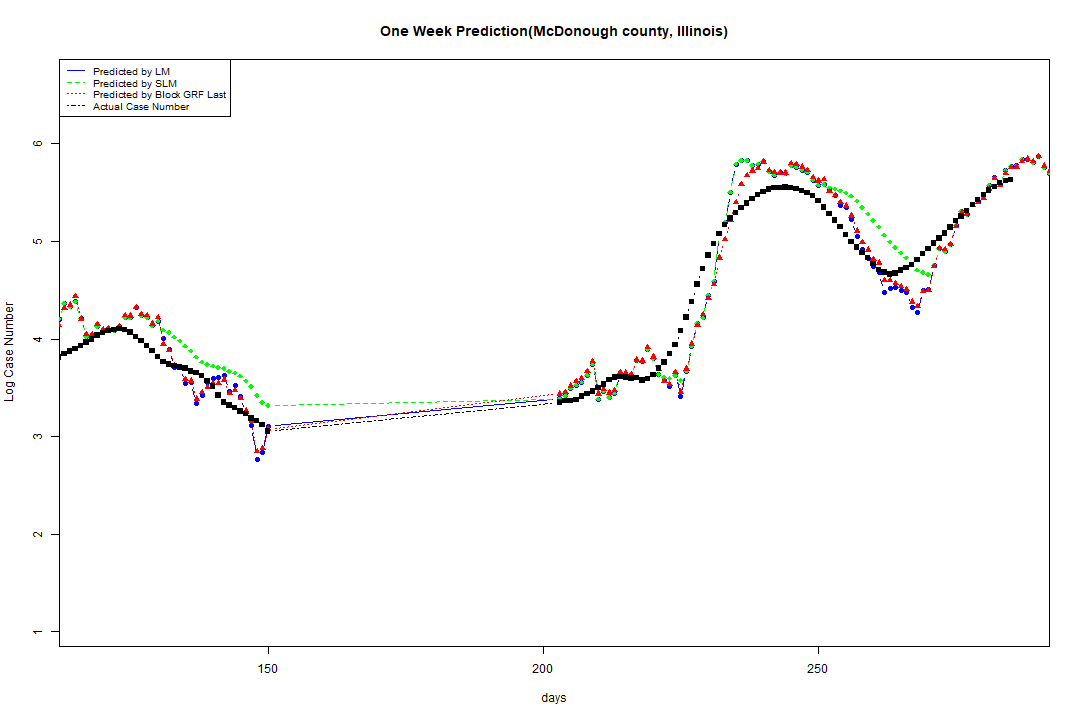 One Week Prediction(McDonough county, Illinois)
Predicted by LM
Predicted by SLM
Predicted by Block GRF Last
Actual Case Number
6
5
4
3
2
1
Log Case Number
150
200
250
days